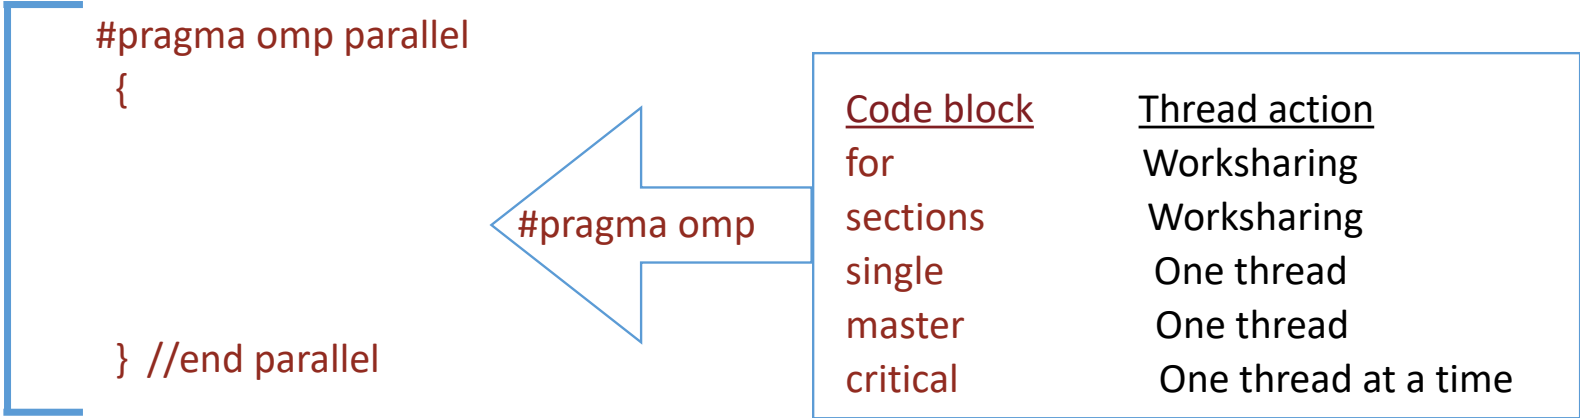 #pragma omp parallel
{
} //end parallel
#pragma omp
Code block Thread action
for Worksharing
sections Worksharing
single One thread
master One thread
critical One thread at a time